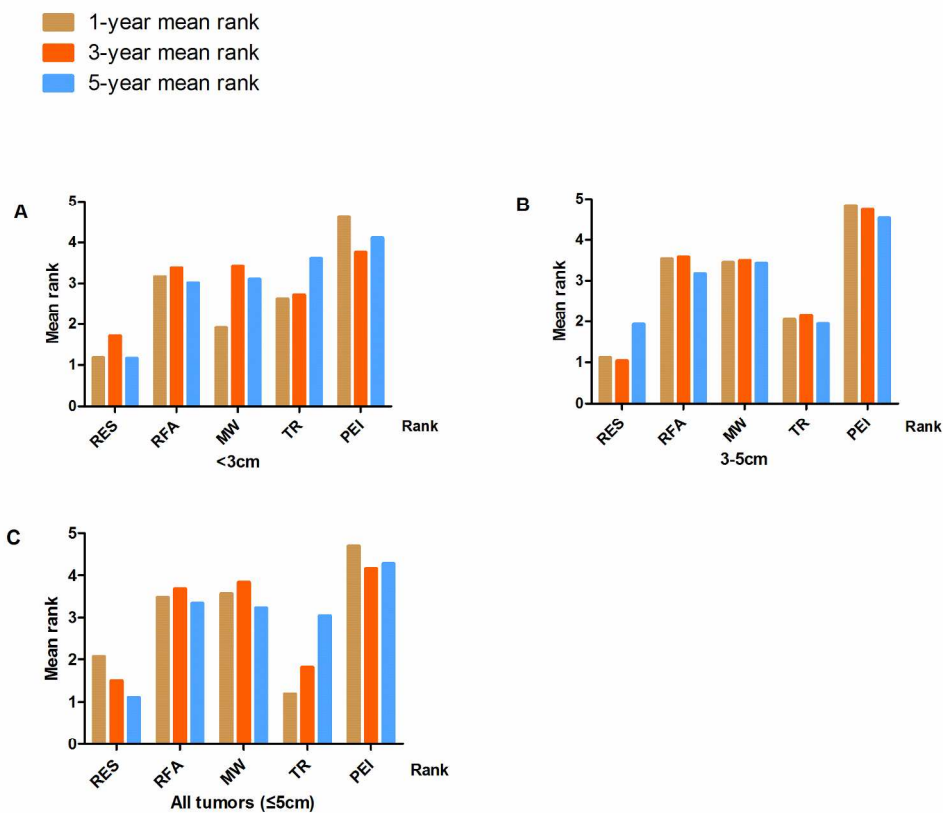 1-year mean rank
3-year mean rank
5-year mean rank
A
Mean rank
5
4
3
2
1
0
RES RFA MW TR PEI Rank
<3cm
B
Mean rank
5
4
3
2
1
0
RES RFA MW TR PEI Rank
3-5cm
C
Mean rank
5
4
3
2
1
0
RES RFA MW TR PEI Rank
All tumors (≤5cm)